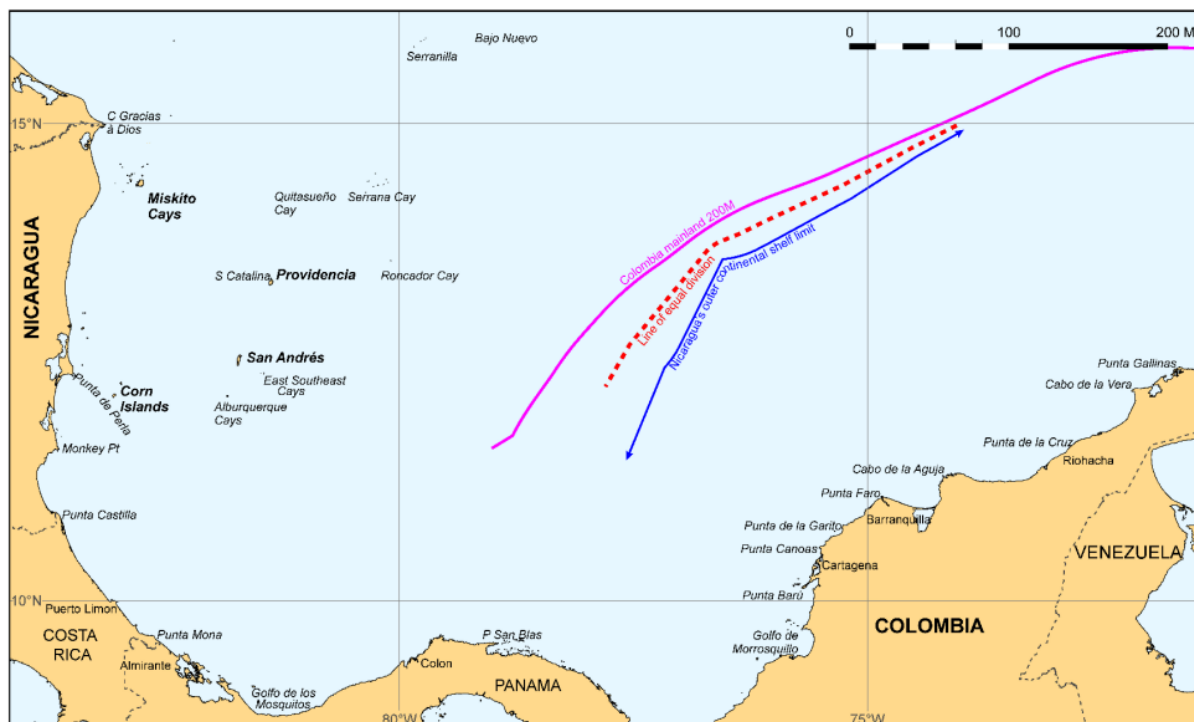 Bajo Nuevo
Serranilla
0
100
200 M
C Gracias
à Dios
15°N
Miskito
Cays
Quitasueño
Cay
Serrana Cay
NICARAGUA
Colombia mainland 200M
S Catalina
Providencia
Roncador Cay
Line of equal division
Nicaragua's outer continental shelf limit
San Andrés
East Southeast
Cays
Punta de Perla
Corn
Islands
Alburquerque
Cays
Monkey Pt
Punta Gallinas
Cabo de la Vera
Punta de la Cruz
Riohacha
Cabo de la Aguja
Punta Faro
Barranquilla
Punta Castilla
Punta de la Garito
Punta Canoas
Cartagena
VENEZUELA
10°N
Puerto Limon
Punta Barú
COSTA
RICA
Punta Mona
Almirante
P San Blas
Colon
Golfo de
Morrosquillo
COLOMBIA
Golfo de los
Mosquitos
PANAMA
80°W
75°W